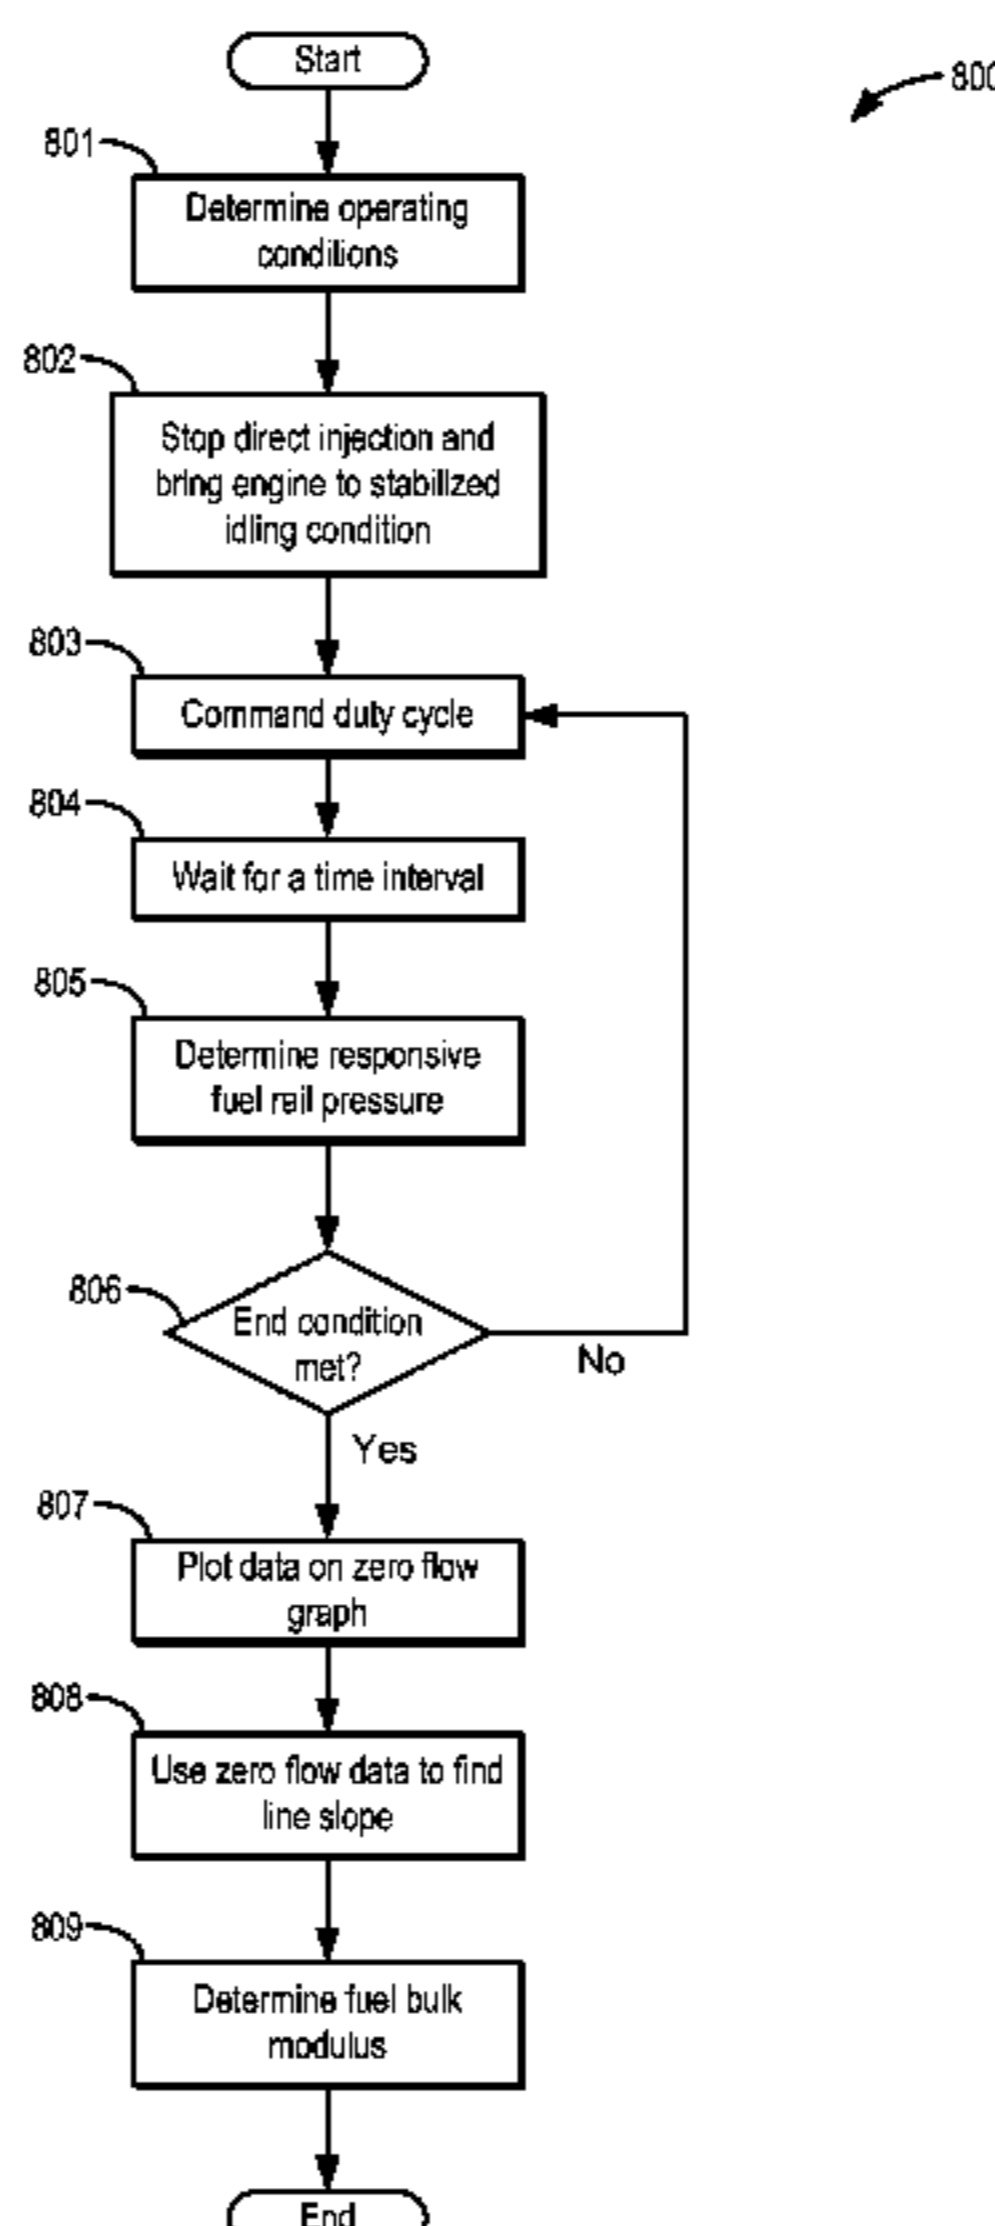 Start
800
801
Determine operating
conditions
802
Stop direct injection and
bring engine to stabilized
idling condition
803
Command duty cycle
804
Wait for a time interval
805
Determine responsive
fuel rail pressure
806
End condition
met?
No
Yes
807
Plot data on zero flow
graph
808
Use zero flow data to find
line slope
809
Determine fuel bulk
modulus
End